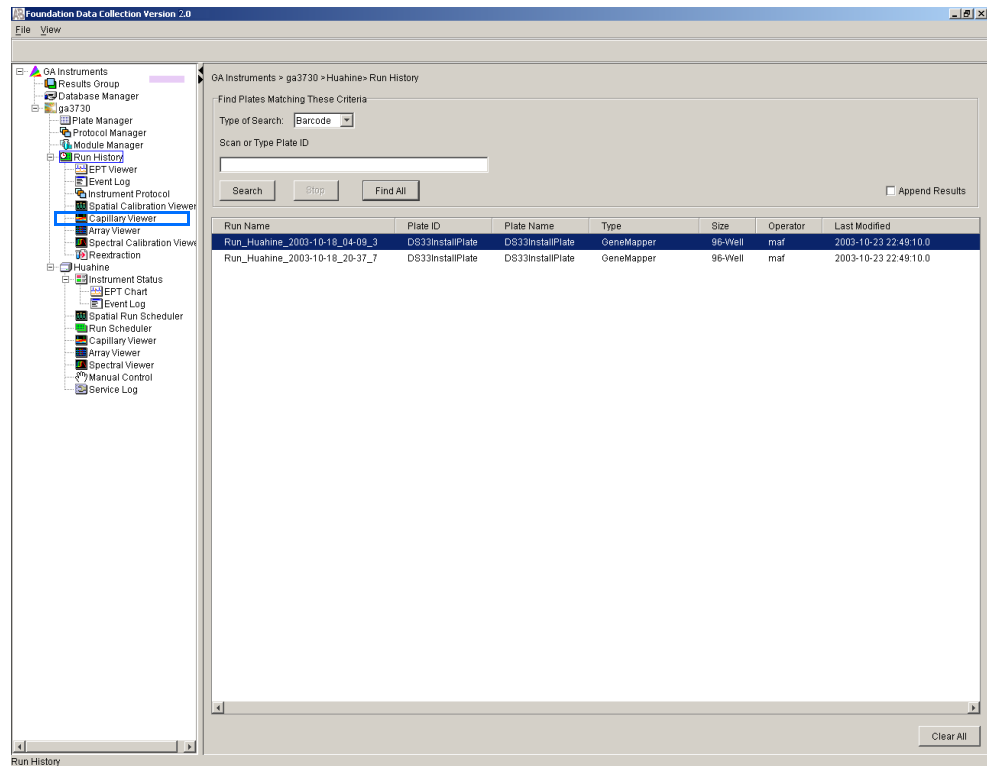 Foundation Data Collection Version 2.0
File View
GA Instruments
Results Group
Database Manager
ga3730
Plate Manager
Protocol Manager
Module Manager
Run History
EPT Viewer
Event Log
Instrument Protocol
Spatial Calibration Viewer
Capillary Viewer
Array Viewer
Spectral Calibration Viewe
Reextraction
Huahine
Instrument Status
EPT Chart
Event Log
Spatial Run Scheduler
Run Scheduler
Capillary Viewer
Array Viewer
Spectral Viewer
Manual Control
Service Log
GA Instruments > ga3730 >Huahine> Run History
Find Plates Matching These Criteria
Type of Search: Barcode
Scan or Type Plate ID
Search Stop Find All Append Results
Run Name Plate ID Plate Name Type Size Operator Last Modified
Run_Huahine_2003-10-18_04-09_3 DS33InstallPlate DS33InstallPlate GeneMapper 96-Well maf 2003-10-23 22:49:10.0
Run_Huahine_2003-10-18_20-37_7 DS33InstallPlate DS33InstallPlate GeneMapper 96-Well maf 2003-10-23 22:49:10.0
Clear All
Run History